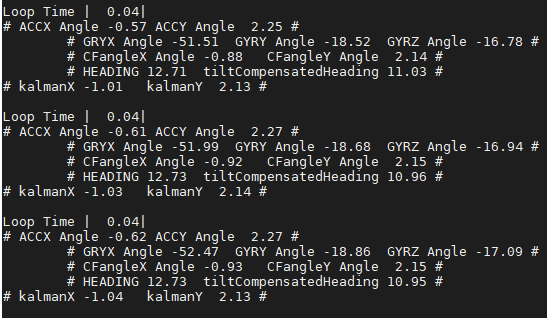 Loop Time |  0.04|
# ACCX Angle -0.57 ACCY Angle  2.25 #
        # GRYX Angle -51.51  GYRY Angle -18.52  GYRZ Angle -16.78 #
        # CFangleX Angle -0.88   CFangleY Angle  2.14 #
        # HEADING 12.71  tiltCompensatedHeading 11.03 #
# kalmanX -1.01   kalmanY  2.13 #

Loop Time |  0.04|
# ACCX Angle -0.61 ACCY Angle  2.27 #
        # GRYX Angle -51.99  GYRY Angle -18.68  GYRZ Angle -16.94 #
        # CFangleX Angle -0.92   CFangleY Angle  2.15 #
        # HEADING 12.73  tiltCompensatedHeading 10.96 #
# kalmanX -1.03   kalmanY  2.14 #

Loop Time |  0.04|
# ACCX Angle -0.62 ACCY Angle  2.27 #
        # GRYX Angle -52.47  GYRY Angle -18.86  GYRZ Angle -17.09 #
        # CFangleX Angle -0.93   CFangleY Angle  2.15 #
        # HEADING 12.73  tiltCompensatedHeading 10.95 #
# kalmanX -1.04   kalmanY  2.13 #